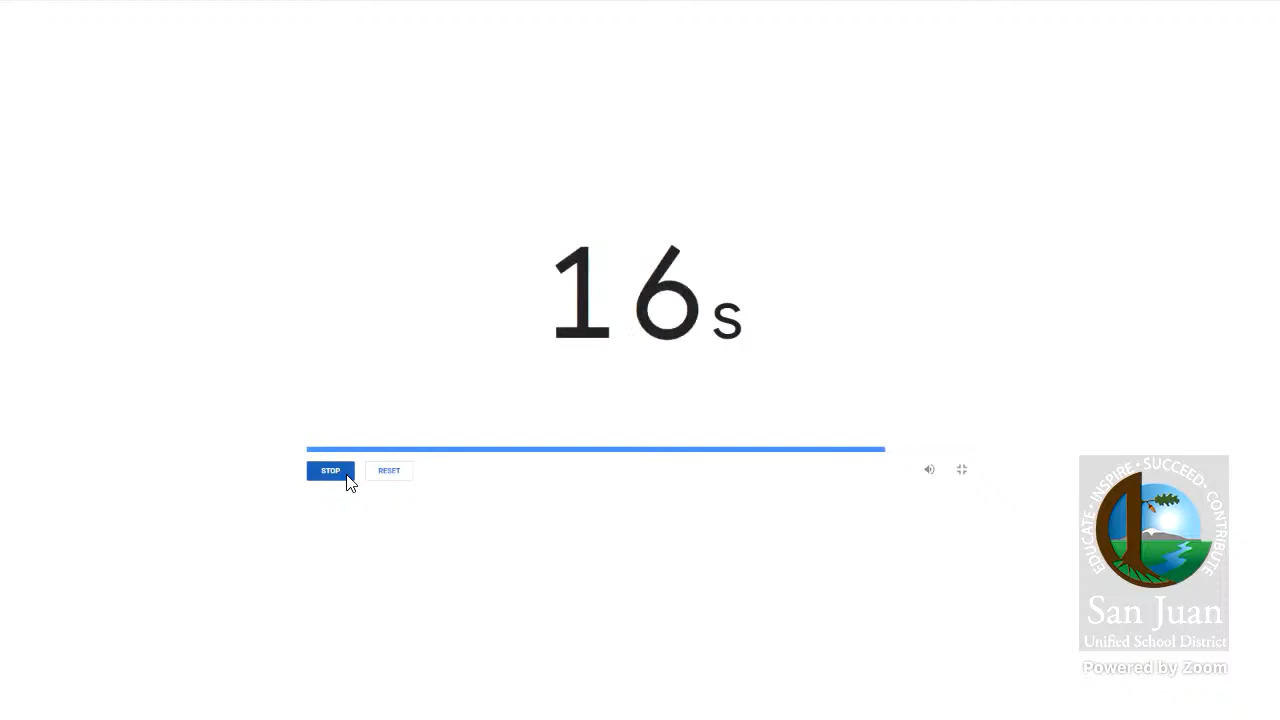 16s
STOP
RESET
EDUCATE • INSPIRE • SUCCEED • CONTRIBUTE
San Juan
Unified School District
Powered by Zoom